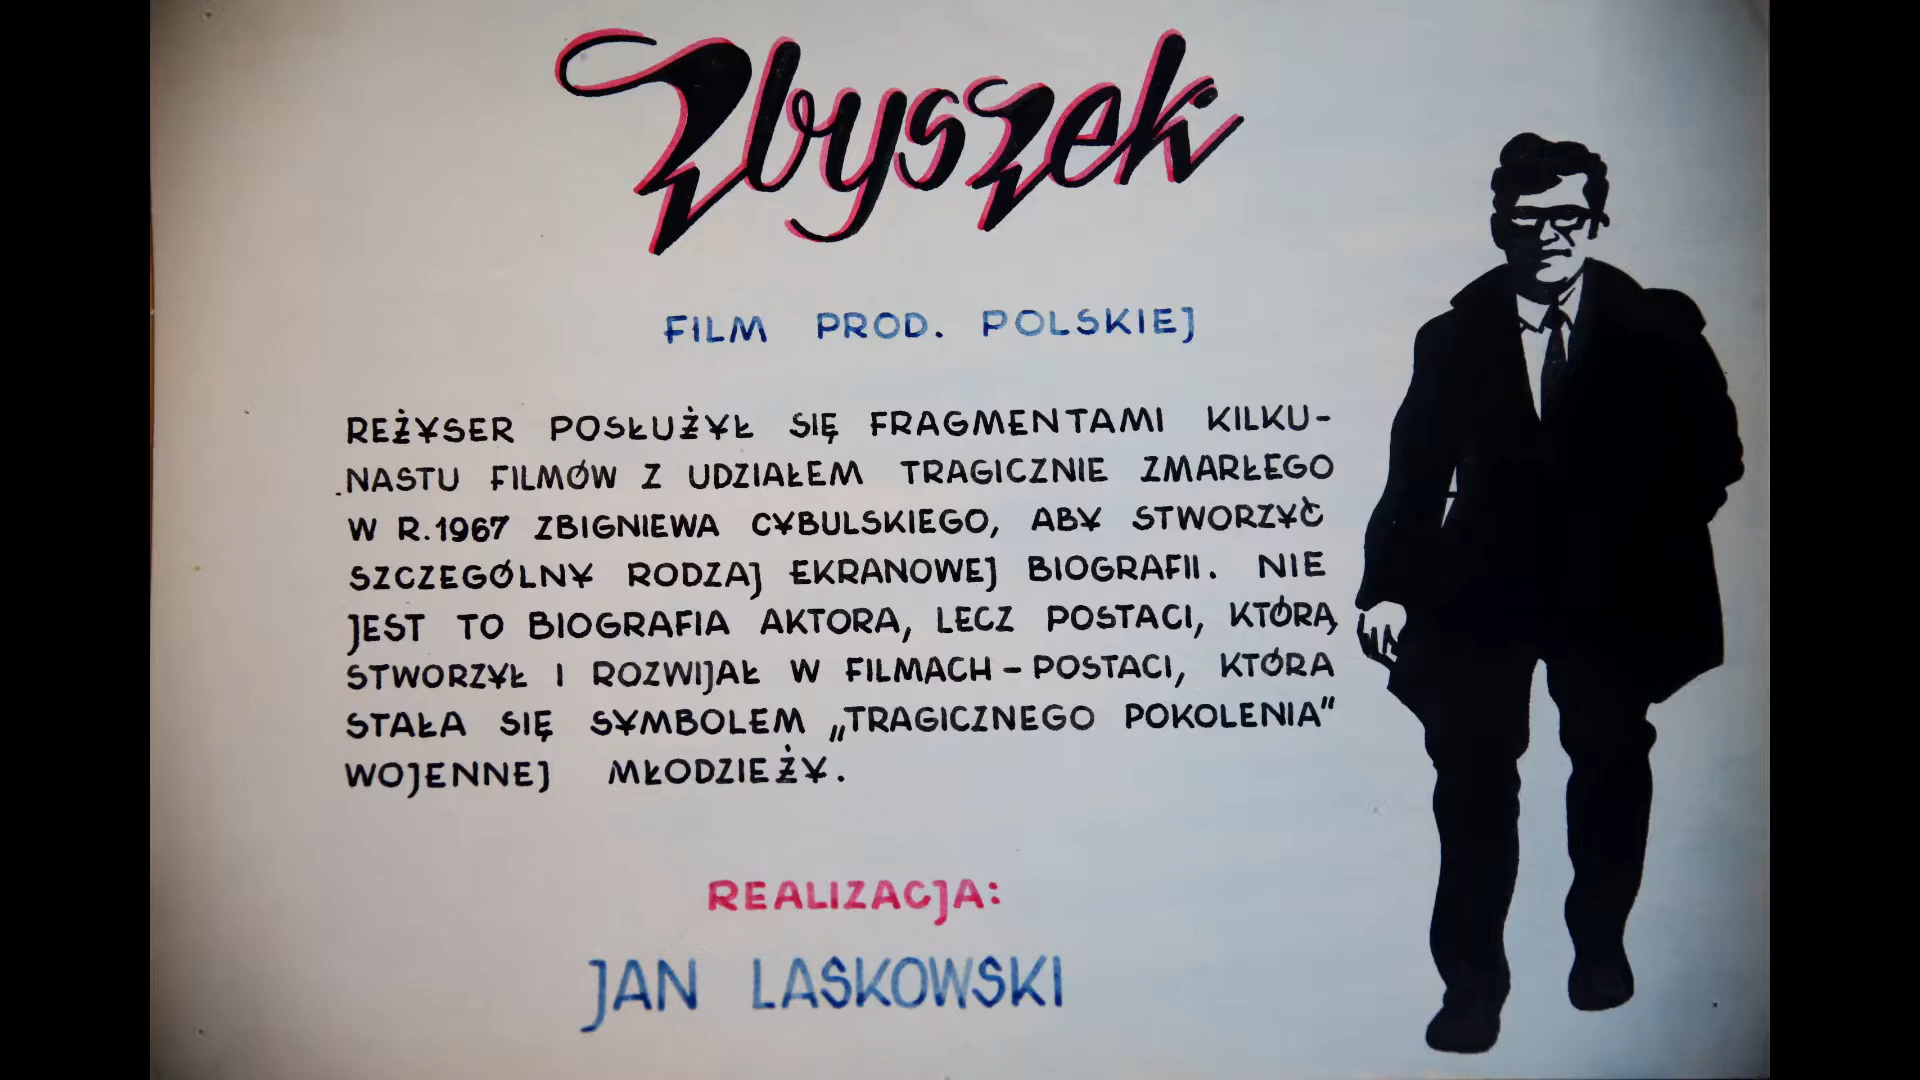 Zbyszek
FILM PROD. POLSKIEJ
REŻYSER POSŁUŻYŁ SIĘ FRAGMENTAMI KILKU-
NASTU FILMÓW Z UDZIAŁEM TRAGICZNIE ZMARŁEGO
W R.1967 ZBIGNIEWA CYBULSKIEGO, ABY STWORZYĆ
SZCZEGÓLNY RODZAJ EKRANOWEJ BIOGRAFII. NIE
JEST TO BIOGRAFIA AKTORA, LECZ POSTACI, KTÓRĄ
STWORZYŁ I ROZWIJAŁ W FILMACH – POSTACI, KTÓRA
STAŁA SIĘ SYMBOLEM „TRAGICZNEGO POKOLENIA"
WOJENNEJ MŁODZIEŻY.
REALIZACJA:
JAN LASKOWSKI